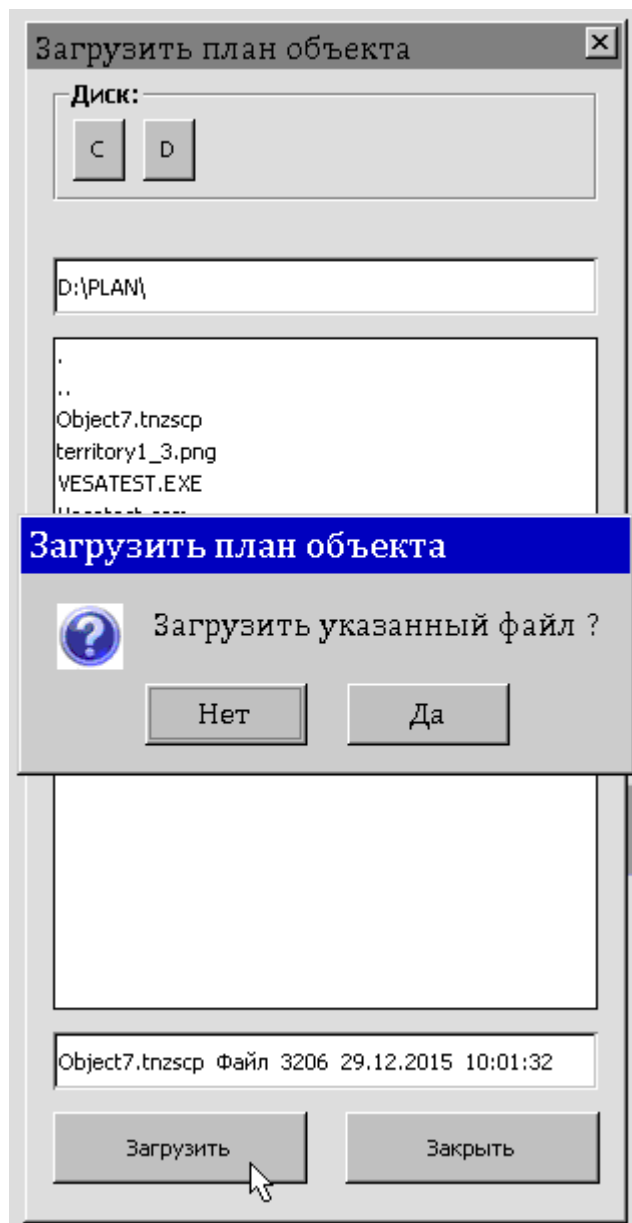 Загрузить план объекта
Диск:
C D
D:\PLAN\
.
..
Object7.tnzscp
territory1_3.png
VESATEST.EXE
Загрузить план объекта
Загрузить указанный файл ?
Нет Да
Object7.tnzscp Файл 3206 29.12.2015 10:01:32
Загрузить Закрыть